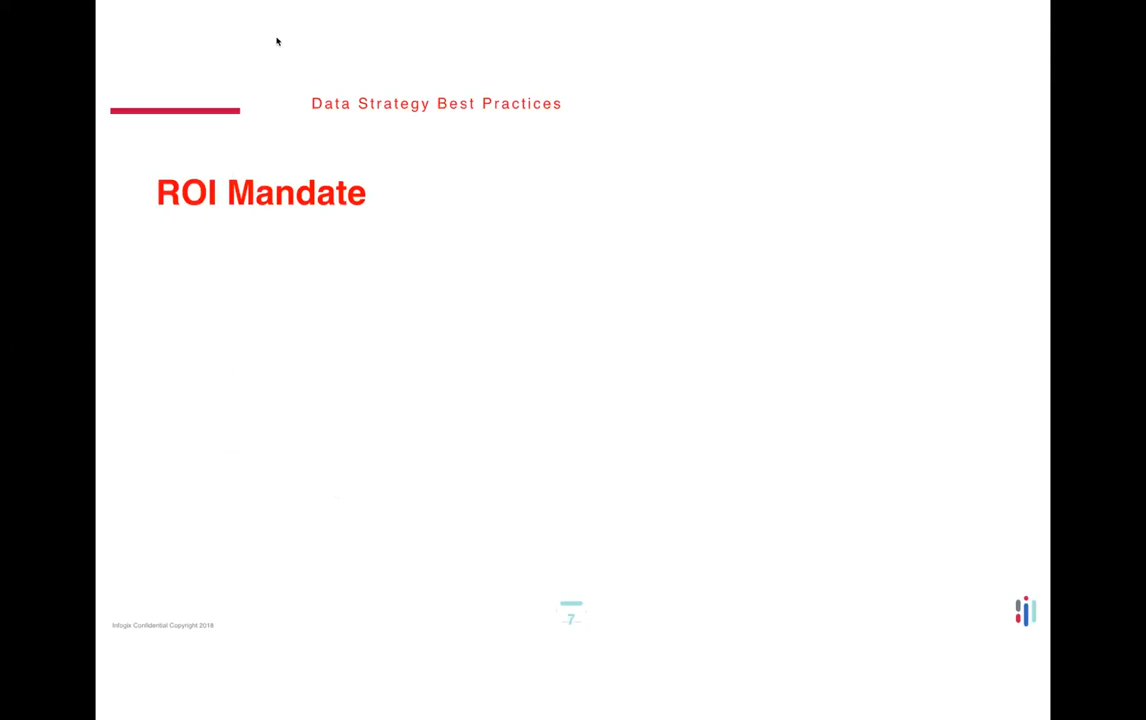 Data Strategy Best Practices
ROI Mandate
Infogix Confidential Copyright 2018
7